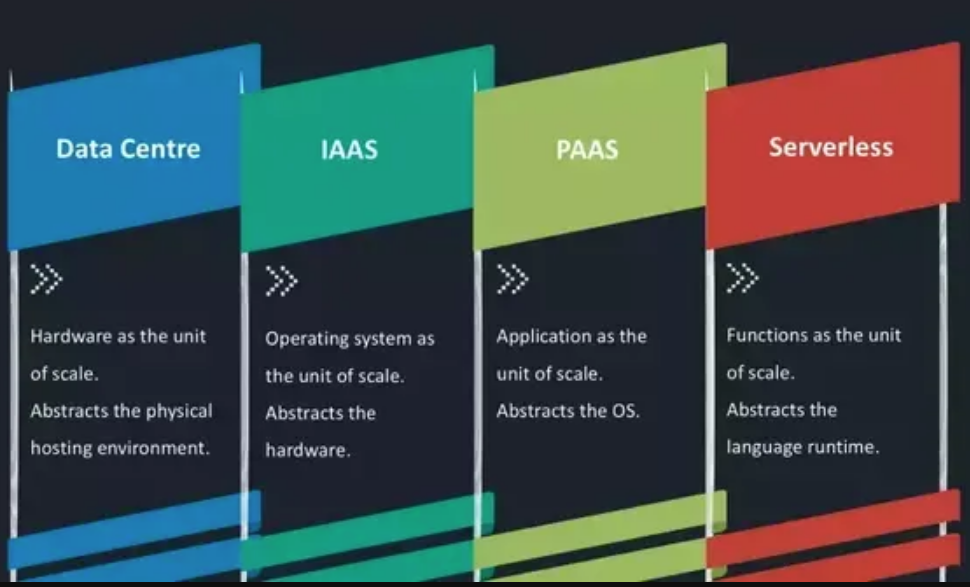 Data Centre
Hardware as the unit
of scale.
Abstracts the physical
hosting environment.
IAAS
Operating system as
the unit of scale.
Abstracts the
hardware.
PAAS
Application as the
unit of scale.
Abstracts the OS.
Serverless
Functions as the unit
of scale.
Abstracts the
language runtime.